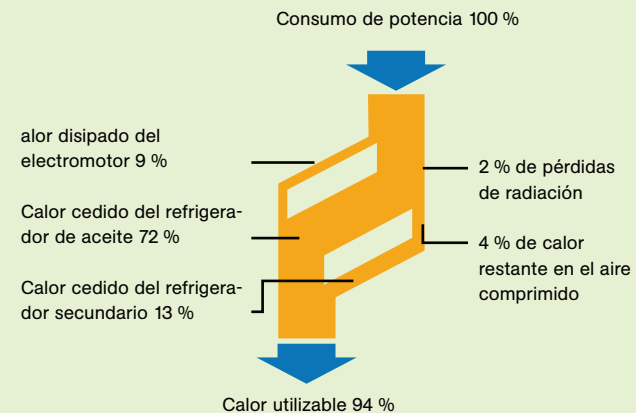 Consumo de potencia 100 %
alor disipado del
electromotor 9 %
2 % de pérdidas
de radiación
Calor cedido del refrigera-
dor de aceite 72 %
4 % de calor
restante en el aire
comprimido
Calor cedido del refrigera-
dor secundario 13 %
Calor utilizable 94 %